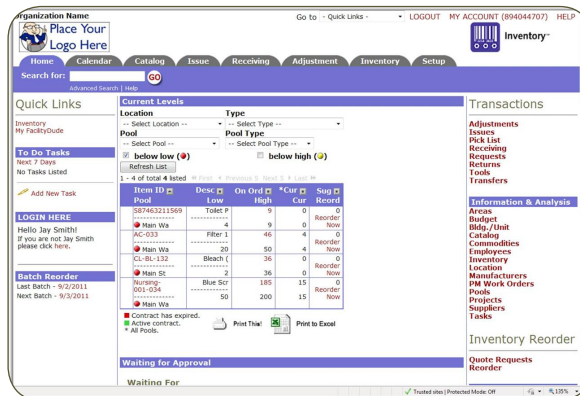 Organization Name
Place Your
Logo Here
Go to - Quick Links - LOGOUT MY ACCOUNT (894044707) HELP
Inventory™
Home Calendar Catalog Issue Receiving Adjustment Inventory Setup
Search for: GO
Advanced Search | Help
Quick Links
Inventory
My FacilityDude
To Do Tasks
Next 7 Days
No Tasks Listed
Add New Task
LOGIN HERE
Hello Jay Smith!
If you are not Jay Smith
please click here.
Batch Reorder
Last Batch - 9/2/2011
Next Batch - 9/3/2011
Current Levels
Location Type
-- Select Location -- -- Select Type --
Pool Pool Type
-- Select Pool -- -- Select Pool Type --
below low ( ) below high ( )
Refresh List
1 - 4 of total 4 listed First Previous 5 Next 5 Last
Item ID Desc On Ord *Cur Sug
Pool Low High Cur Reord
587463211569 Toilet P 9 0 0
------------ ------------ Reorder
Main Wa 4 9 0 Now
AC-033 Filter 1 46 4 0
------------ ------------ Reorder
Main Wa 20 50 4 Now
CL-BL-132 Bleach ( 36 0 0
------------ ------------ Reorder
Main St 2 36 0 Now
Nursing- Blue Scr 185 15 0
001-034 ------------ Reorder
------------ 50 200 15 Now
Main Wa
Contract has expired.
Active contract.
* All Pools.
Print This!
Print to Excel
Waiting for Approval
Waiting For
Transactions
Adjustments
Issues
Pick List
Receiving
Requests
Returns
Tools
Transfers
Information & Analysis
Areas
Budget
Bldg./Unit
Catalog
Commodities
Employees
Inventory
Location
Manufacturers
PM Work Orders
Pools
Projects
Suppliers
Tasks
Inventory Reorder
Quote Requests
Reorder
Trusted sites | Protected Mode: Off 135%